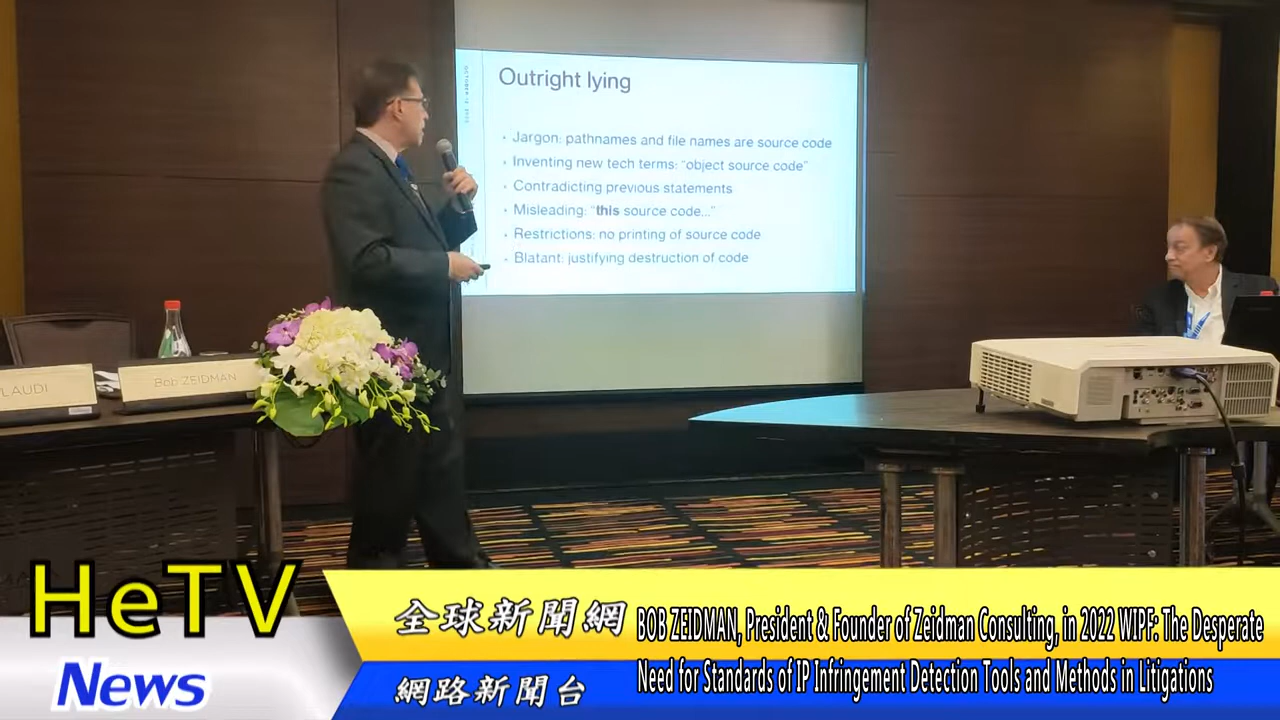 Outright lying
• Jargon: pathnames and file names are source code
• Inventing new tech terms: “object source code”
• Contradicting previous statements
• Misleading: “this source code...”
• Restrictions: no printing of source code
• Blatant: justifying destruction of code
LAUDI
Bob ZEIDMAN
HeTV
News
全球新聞網
網路新聞台
BOB ZEIDMAN, President & Founder of Zeidman Consulting, in 2022 WIPF: The Desperate
Need for Standards of IP Infringement Detection Tools and Methods in Litigations